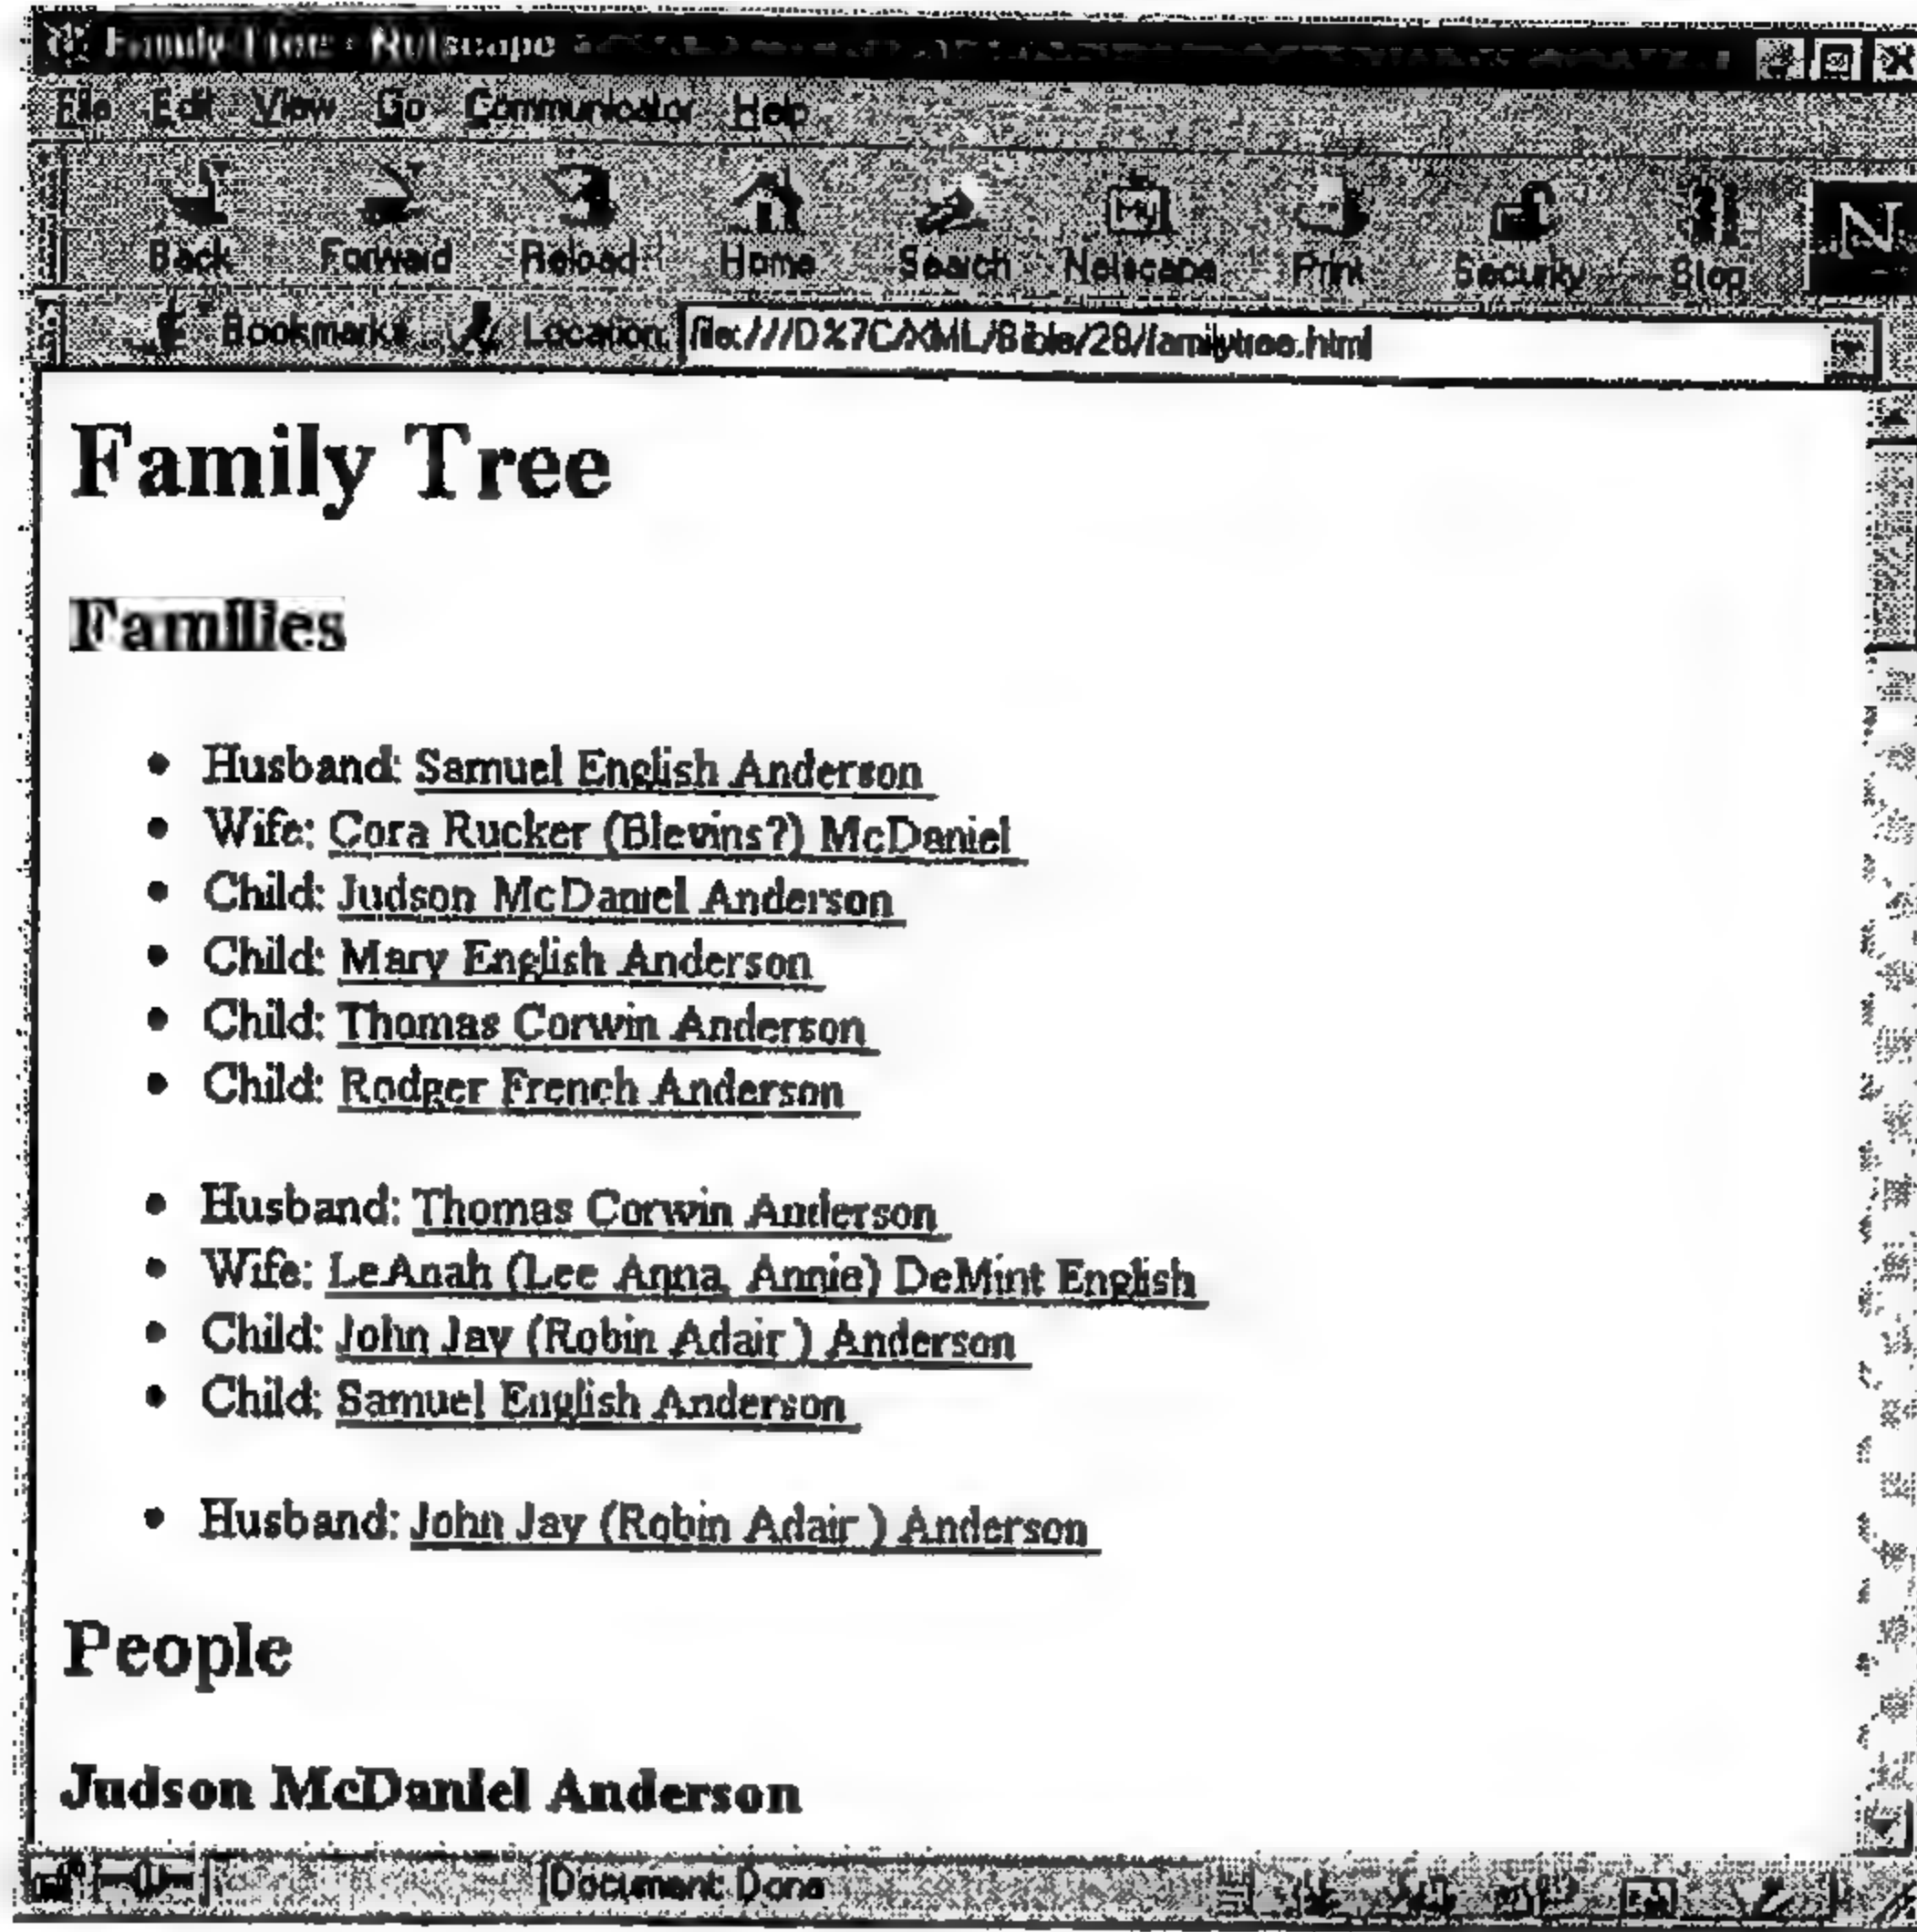 Family Tree - Netscape
File Edit View Go Communicator Help
Back Forward Reload Home Search Netscape Print Security Stop
Bookmarks Location: file:///D%7C/XML/Bible/28/familytree.html
Family Tree
Families
• Husband: Samuel English Anderson
• Wife: Cora Rucker (Blevins?) McDaniel
• Child: Judson McDaniel Anderson
• Child: Mary English Anderson
• Child: Thomas Corwin Anderson
• Child: Rodger French Anderson
• Husband: Thomas Corwin Anderson
• Wife: LeAnah (Lee Anna, Annie) DeMint English
• Child: John Jay (Robin Adair ) Anderson
• Child: Samuel English Anderson
• Husband: John Jay (Robin Adair ) Anderson
People
Judson McDaniel Anderson
Document: Done